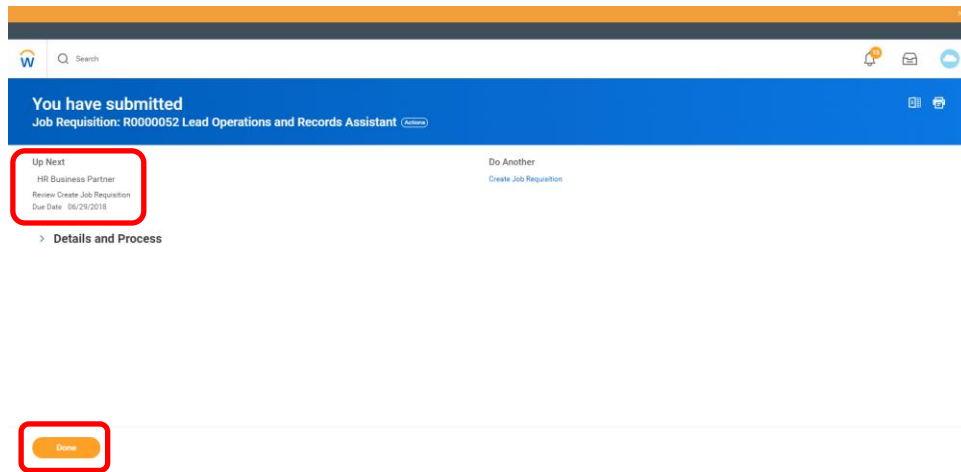 W
Search
13
You have submitted
Job Requisition: R0000052 Lead Operations and Records Assistant Actions
Up Next
HR Business Partner
Review Create Job Requisition
Due Date 06/29/2018
Do Another
Create Job Requisition
> Details and Process
Done